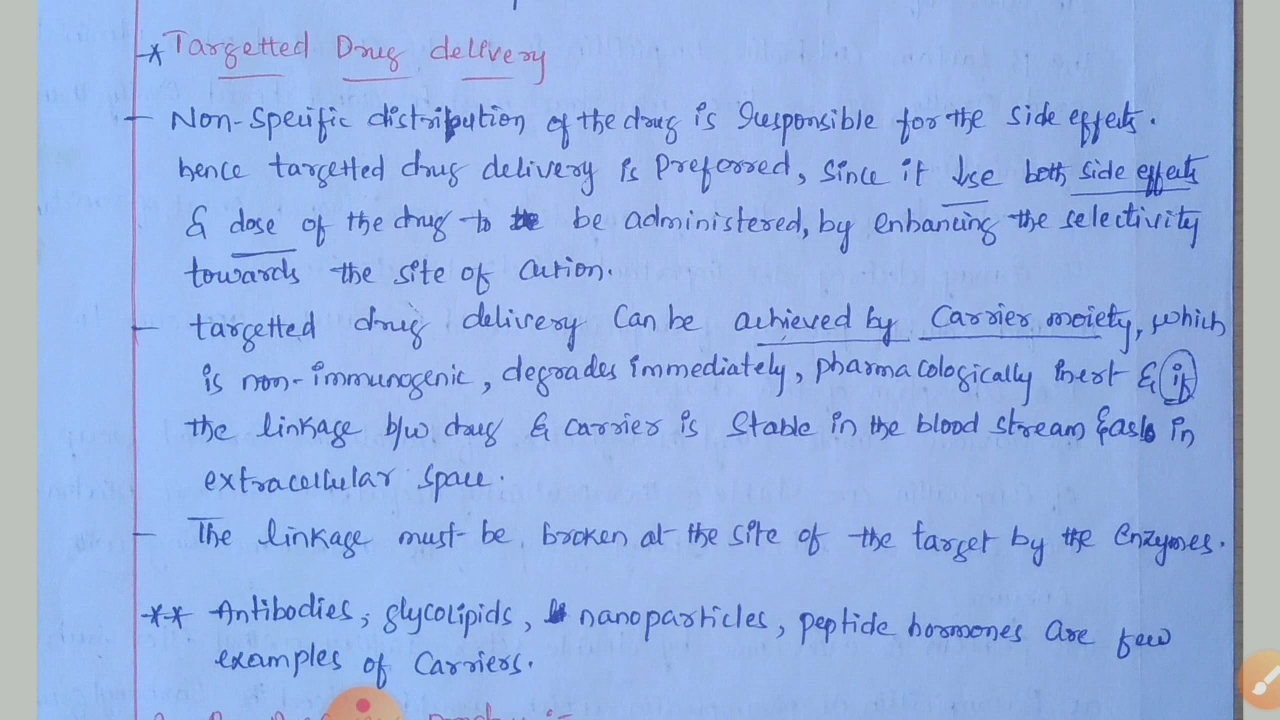 * Targetted Drug delivery
- Non-specific distribution of the drug is responsible for the side effects.
hence targetted drug delivery is preferred, since it ↓se both side effects
& dose of the drug to be administered, by enhancing the selectivity
towards the site of action.
- targetted drug delivery can be achieved by carrier moiety, which
is non-immunogenic, degrades immediately, pharmacologically inert & if
the linkage b/w drug & carrier is stable in the blood stream & in
extracellular space.
- The linkage must be broken at the site of the target by the enzymes.
** Antibodies, glycolipids, nanoparticles, peptide hormones are few
examples of carriers.